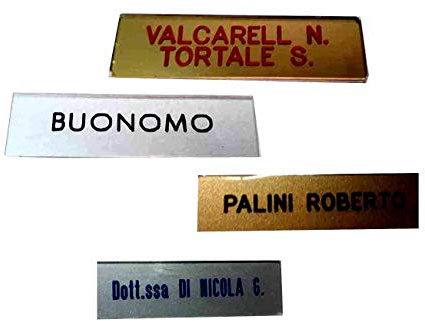 VALCARELL N.
TORTALE S.
BUONOMO
PALINI ROBERTO
Dott.ssa DI NICOLA G.